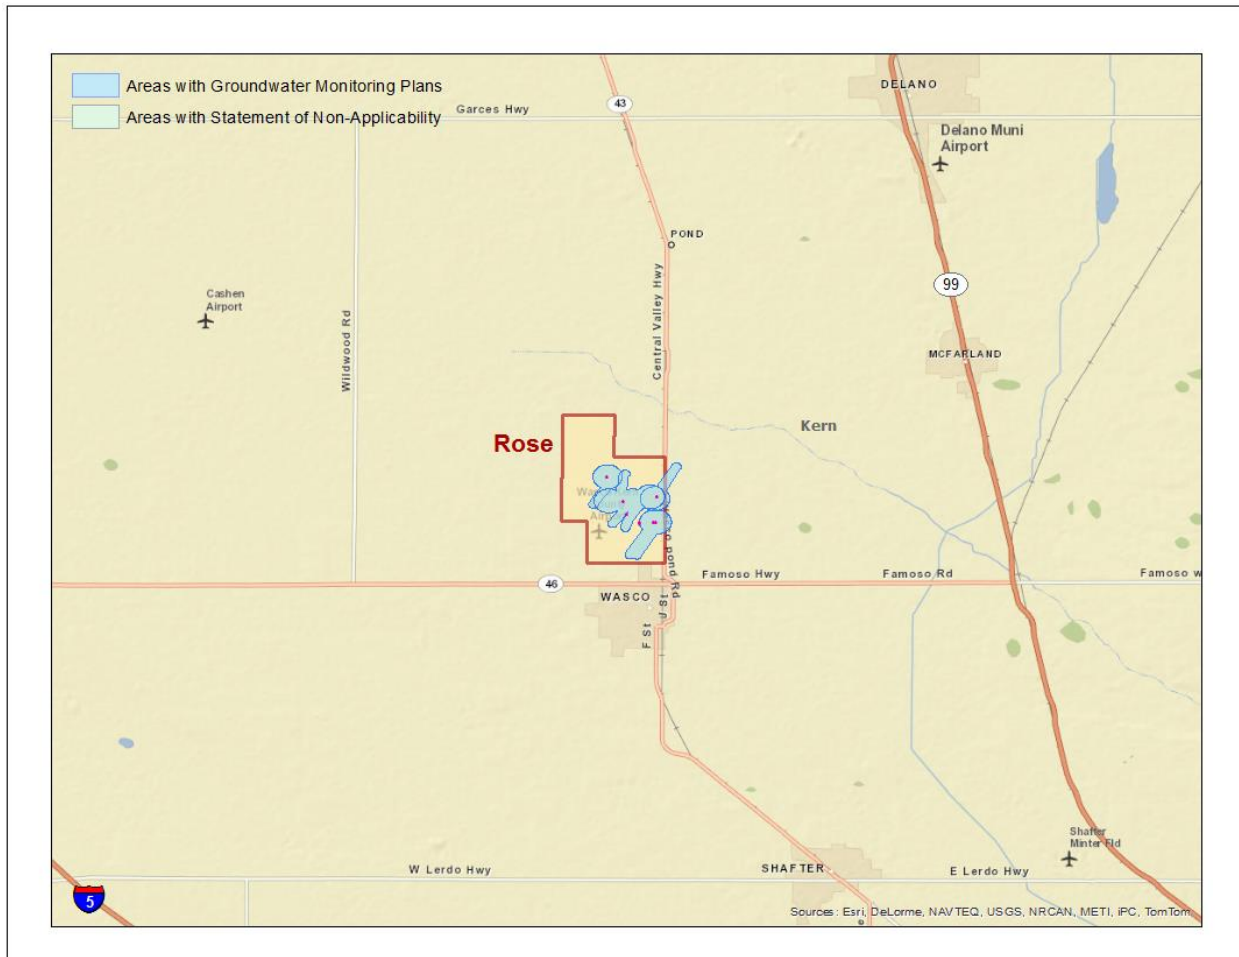 Areas with Groundwater Monitoring Plans
Areas with Statement of Non-Applicability
Garces Hwy
43
DELANO
Delano Muni
Airport
POND
99
Cashen
Airport
Wildwood Rd
Central Valley Hwy
MCFARLAND
Kern
Rose
Famoso Hwy
Famoso Rd
Famoso w
46
WASCO
Pond Rd
J St
F St
Shafter
Minter Fld
W Lerdo Hwy
SHAFTER
E Lerdo Hwy
5
Sources: Esri, DeLorme, NAVTEQ, USGS, NRCAN, METI, iPC, TomTom